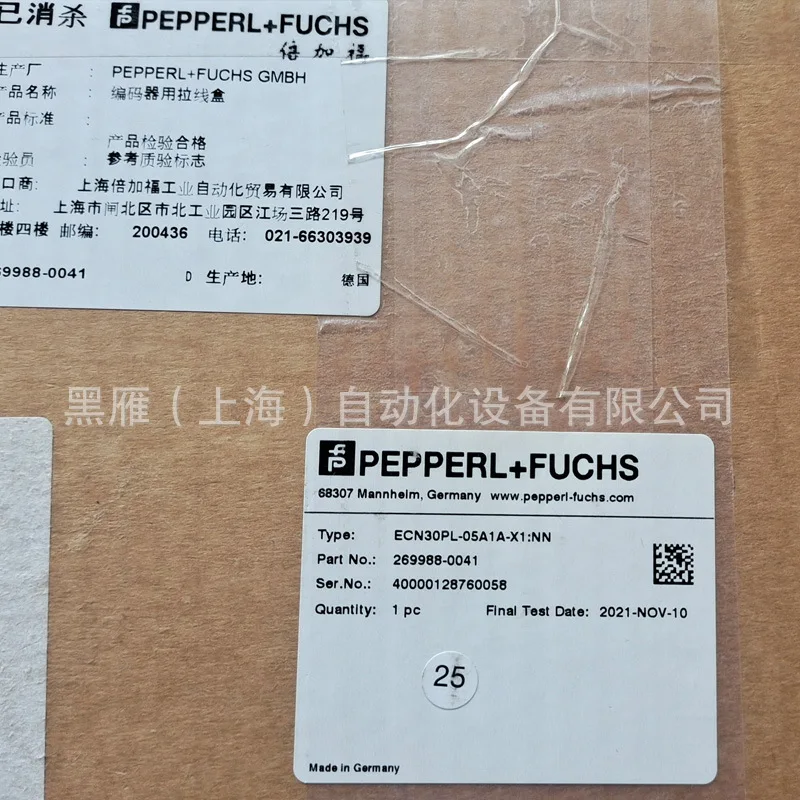 已消杀 PEPPERL+FUCHS
倍加福
生产厂 : PEPPERL+FUCHS GMBH
产品名称 : 编码器用拉线盒
产品标准 :
产品检验合格
检验员 : 参考质验标志
口商: 上海倍加福工业自动化贸易有限公司
址: 上海市闸北区市北工业园区江场三路219号
楼四楼 邮编: 200436 电话: 021-66303939
69988-0041 D 生产地: 德国
黑雁（上海）自动化设备有限公司
PEPPERL+FUCHS
68307 Mannheim, Germany www.pepperl-fuchs.com
Type: ECN30PL-05A1A-X1:NN
Part No.: 269988-0041
Ser.No.: 40000128760058
Quantity: 1 pc Final Test Date: 2021-NOV-10
25
Made in Germany